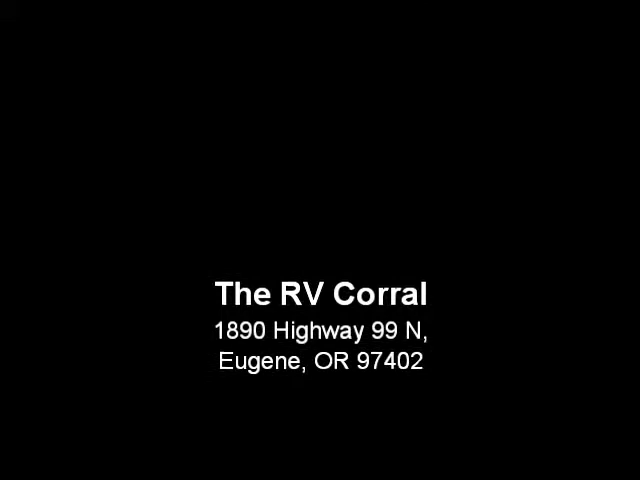 The RV Corral
1890 Highway 99 N,
Eugene, OR 97402